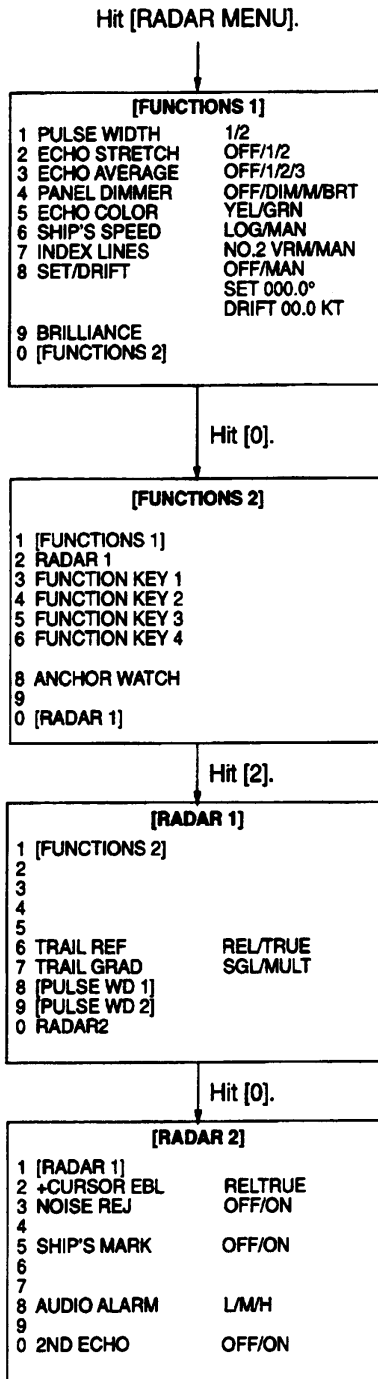 Hit [RADAR MENU].
[FUNCTIONS 1]
1 PULSE WIDTH 1/2
2 ECHO STRETCH OFF/1/2
3 ECHO AVERAGE OFF/1/2/3
4 PANEL DIMMER OFF/DIM/M/BRT
5 ECHO COLOR YEL/GRN
6 SHIP'S SPEED LOG/MAN
7 INDEX LINES NO.2 VRM/MAN
8 SET/DRIFT OFF/MAN
SET 000.0°
DRIFT 00.0 KT
9 BRILLIANCE
0 [FUNCTIONS 2]
Hit [0].
[FUNCTIONS 2]
1 [FUNCTIONS 1]
2 RADAR 1
3 FUNCTION KEY 1
4 FUNCTION KEY 2
5 FUNCTION KEY 3
6 FUNCTION KEY 4
8 ANCHOR WATCH
9
0 [RADAR 1]
Hit [2].
[RADAR 1]
1 [FUNCTIONS 2]
2
3
4
5
6 TRAIL REF REL/TRUE
7 TRAIL GRAD SGL/MULT
8 [PULSE WD 1]
9 [PULSE WD 2]
0 RADAR2
Hit [0].
[RADAR 2]
1 [RADAR 1]
2 +CURSOR EBL RELTRUE
3 NOISE REJ OFF/ON
4
5 SHIP'S MARK OFF/ON
6
7
8 AUDIO ALARM L/M/H
9
0 2ND ECHO OFF/ON